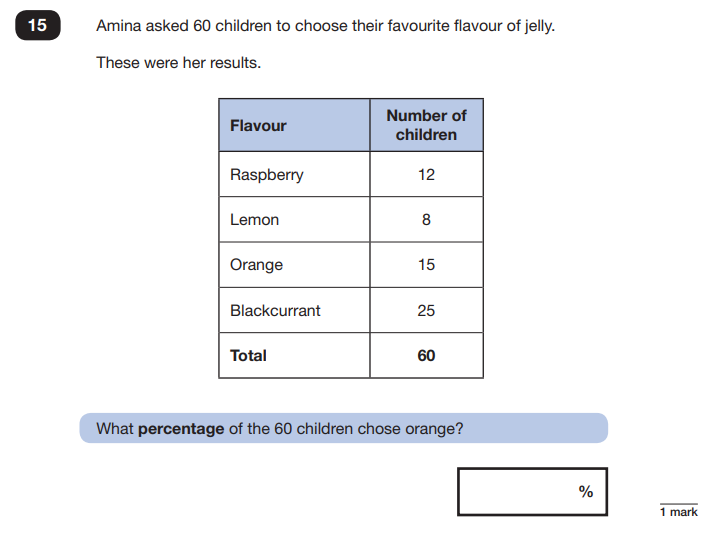 15 Amina asked 60 children to choose their favourite flavour of jelly.
These were her results.
Flavour Number of children
Raspberry 12
Lemon 8
Orange 15
Blackcurrant 25
Total 60
What percentage of the 60 children chose orange?
%
1 mark